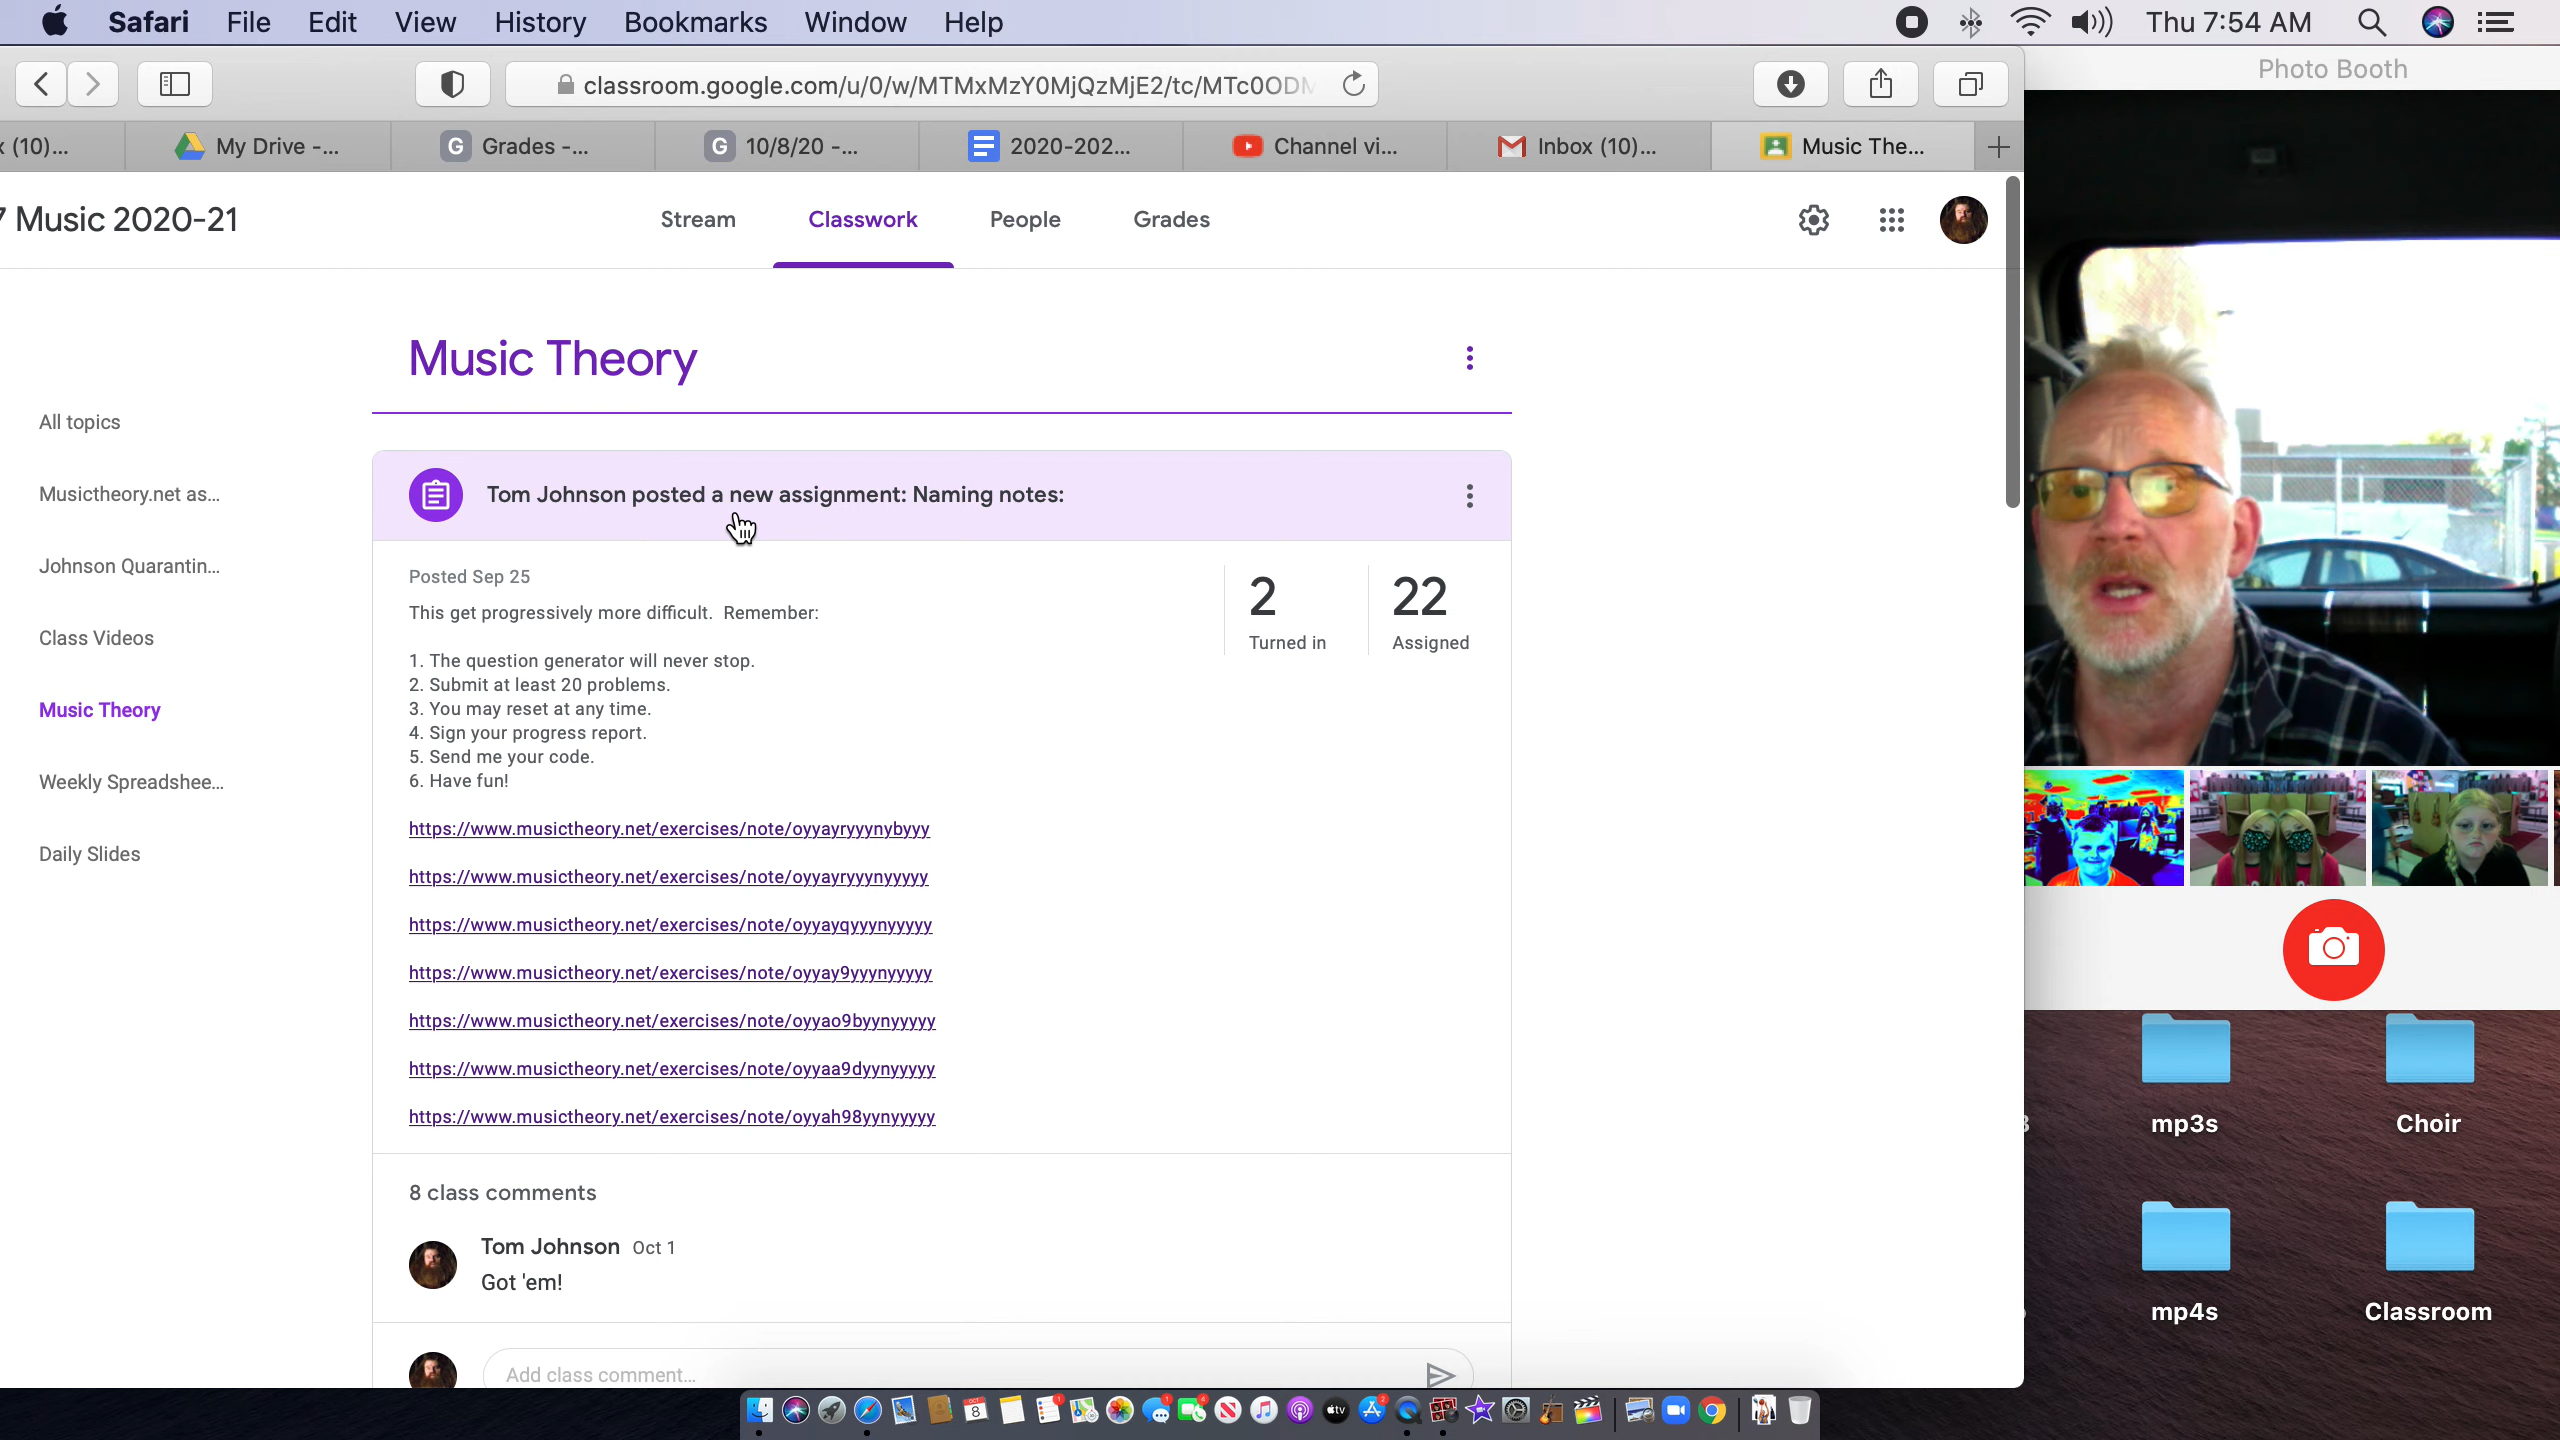 Safari File Edit View History Bookmarks Window Help Thu 7:54 AM
Photo Booth
classroom.google.com/u/0/w/MTMxMzY0MjQzMjE2/tc/MTc0ODM
(10)... My Drive -... G Grades -... G 10/8/20 -... 2020-202... Channel vi... Inbox (10)... Music The...
7 Music 2020-21 Stream Classwork People Grades
Music Theory
All topics
Musictheory.net as...
Johnson Quarantin...
Class Videos
Music Theory
Weekly Spreadshee...
Daily Slides
Tom Johnson posted a new assignment: Naming notes:
Posted Sep 25
2 Turned in
22 Assigned
This get progressively more difficult. Remember:
1. The question generator will never stop.
2. Submit at least 20 problems.
3. You may reset at any time.
4. Sign your progress report.
5. Send me your code.
6. Have fun!
https://www.musictheory.net/exercises/note/oyyayryyynybyyy
https://www.musictheory.net/exercises/note/oyyayryyynyyyyy
https://www.musictheory.net/exercises/note/oyyayqyyynyyyyy
https://www.musictheory.net/exercises/note/oyyay9yyynyyyyy
https://www.musictheory.net/exercises/note/oyyao9byynyyyyy
https://www.musictheory.net/exercises/note/oyyaa9dyynyyyyy
https://www.musictheory.net/exercises/note/oyyah98yynyyyyy
8 class comments
Tom Johnson Oct 1
Got 'em!
Add class comment...
mp3s Choir
mp4s Classroom